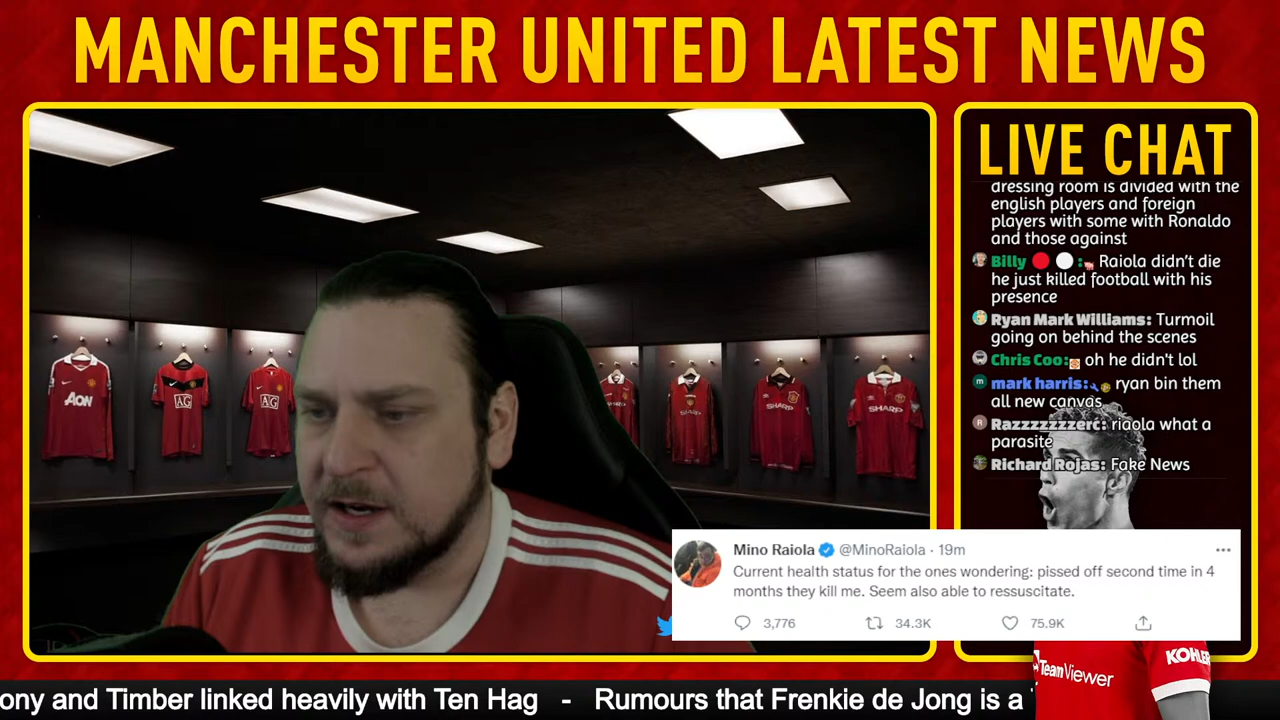 MANCHESTER UNITED LATEST NEWS
LIVE CHAT
dressing room is divided with the
english players and foreign
players with some with Ronaldo
and those against
Billy: Raiola didn't die
he just killed football with his
presence
Ryan Mark Williams: Turmoil
going on behind the scenes
Chris Coo: oh he didn't lol
mark harris: ryan bin them
all new canvas
Razzzzzzzerc: riaola what a
parasite
Richard Rojas: Fake News
AON
AG
AG
SHARP
SHARP
SHARP
Mino Raiola @MinoRaiola · 19m
Current health status for the ones wondering: pissed off second time in 4
months they kill me. Seem also able to ressuscitate.
3,776 34.3K 75.9K
TeamViewer
KOHLER
ony and Timber linked heavily with Ten Hag - Rumours that Frenkie de Jong is a